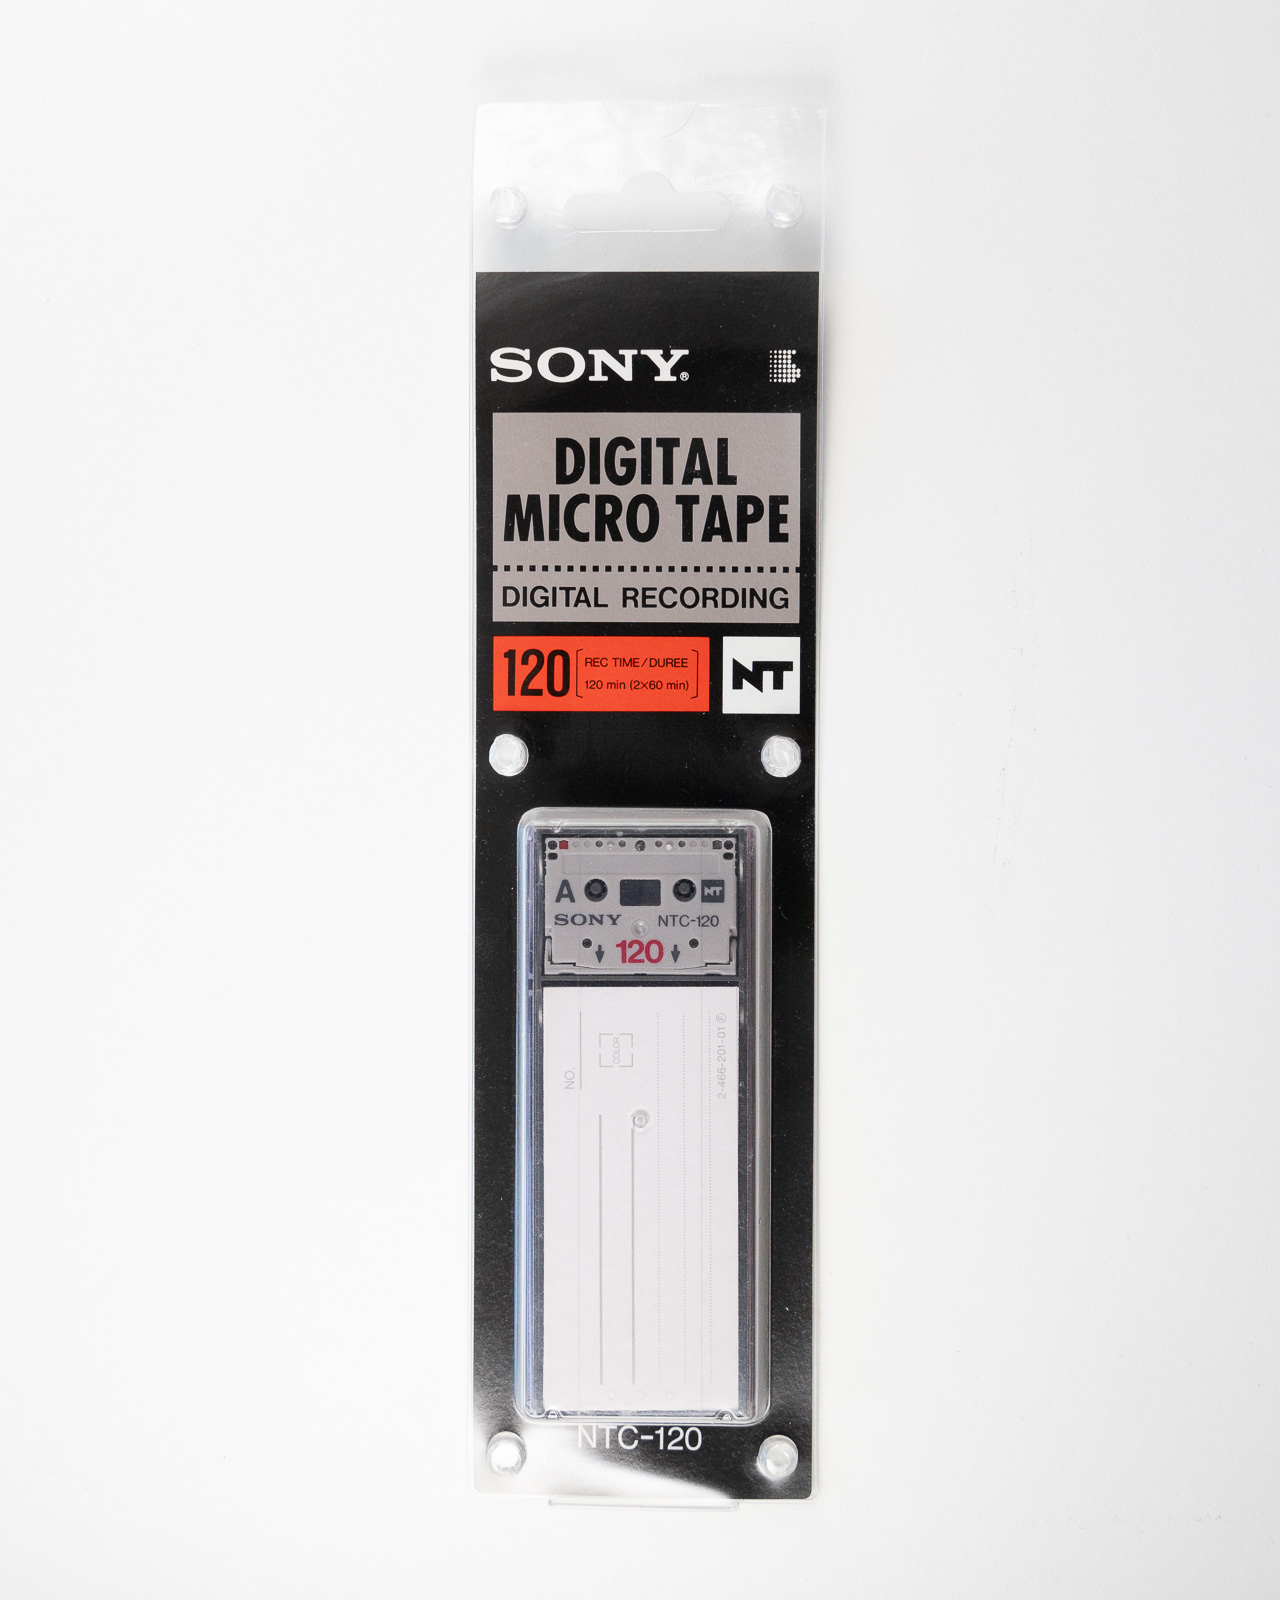 SONY®
DIGITAL
MICRO TAPE
DIGITAL RECORDING
120
REC TIME/DUREE
120 min (2×60 min)
NT
A
NT
SONY NTC-120
120
NO.
COLOR
2-466-201-01 Ⓕ
NTC-120